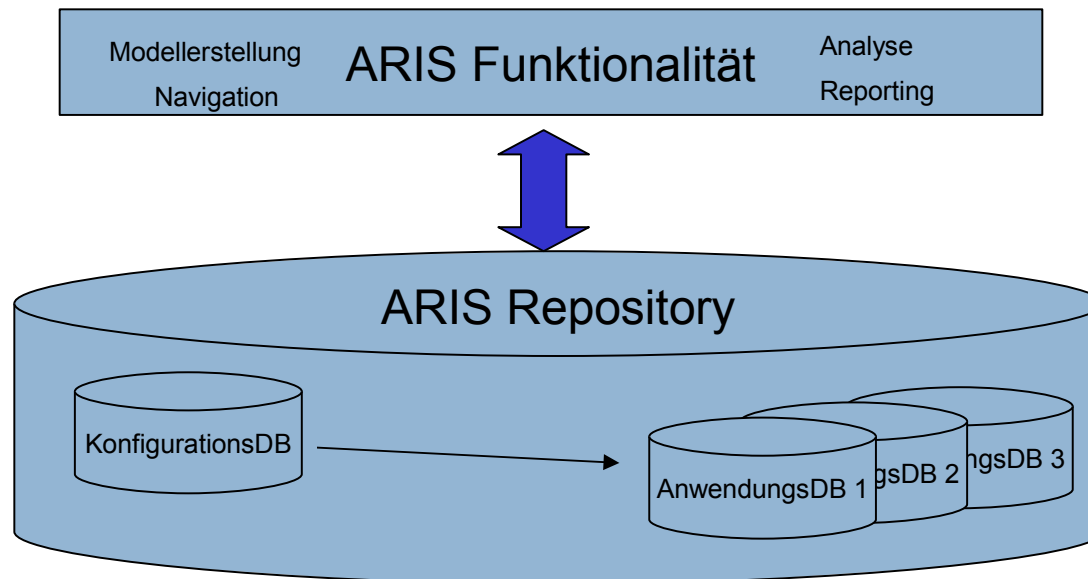 Modellerstellung
Navigation
ARIS Funktionalität
Analyse
Reporting
ARIS Repository
KonfigurationsDB
AnwendungsDB 1
gsDB 2
ngsDB 3